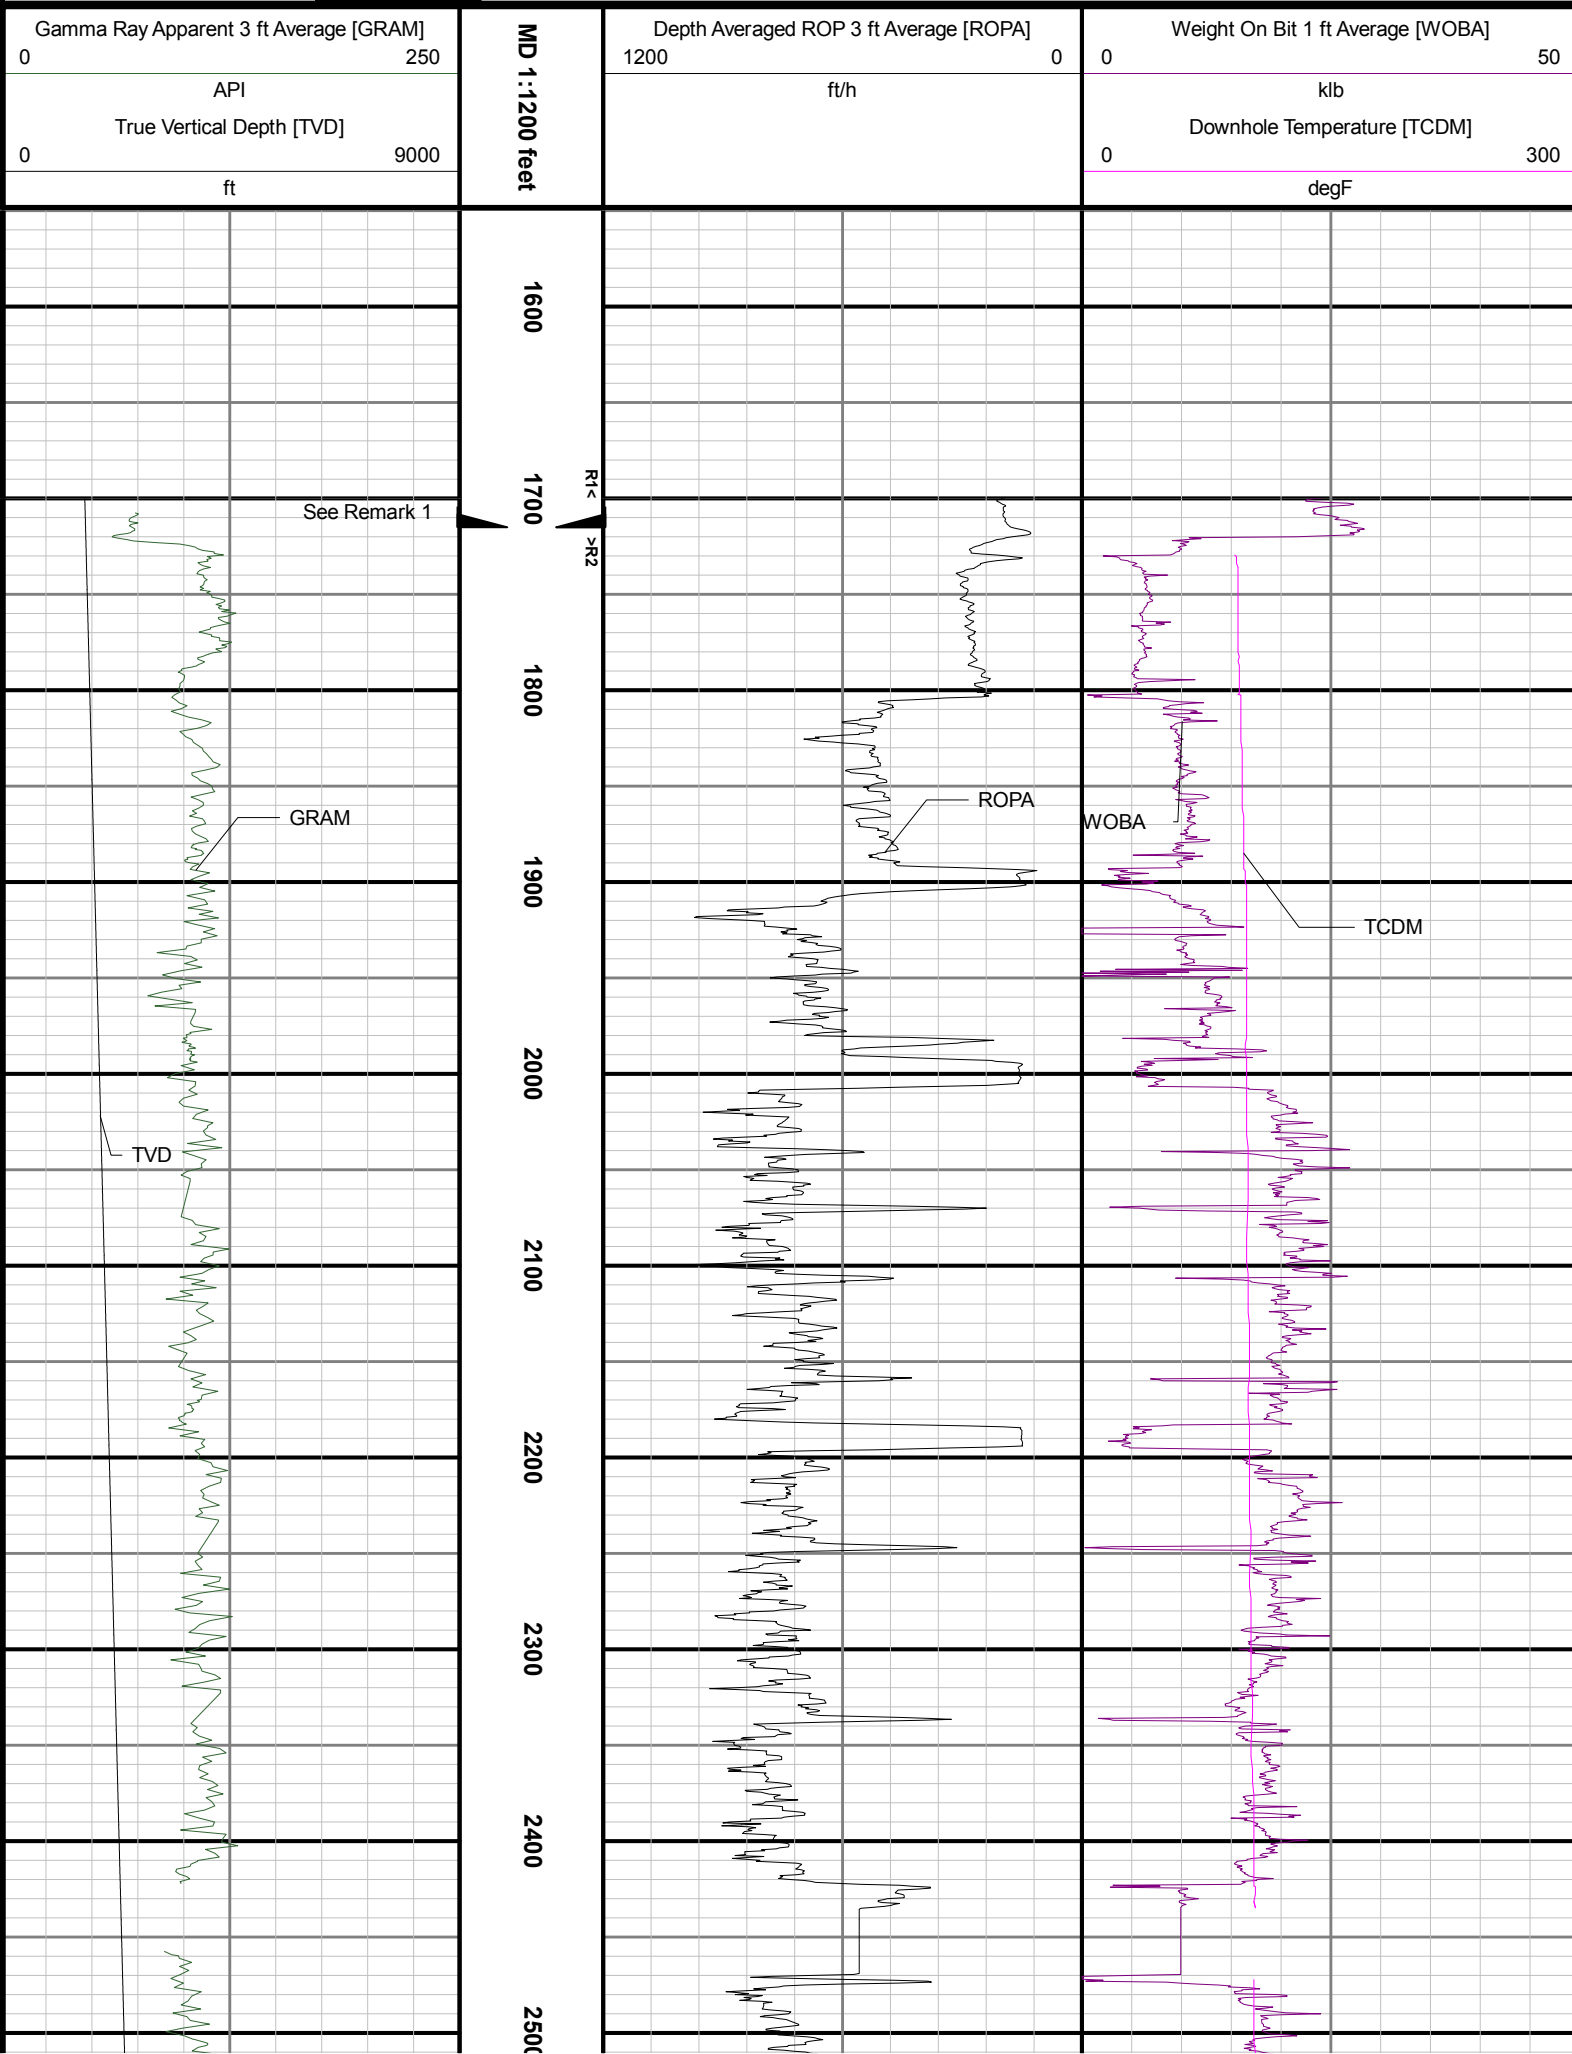 Gamma Ray Apparent 3 ft Average [GRAM]
0 250
API
True Vertical Depth [TVD]
0 9000
ft
MD 1:1200 feet
Depth Averaged ROP 3 ft Average [ROPA]
1200 0
ft/h
Weight On Bit 1 ft Average [WOBA]
0 50
klb
Downhole Temperature [TCDM]
0 300
degF
1600
R1<
1700
See Remark 1
>R2
1800
ROPA
GRAM
WOBA
1900
TCDM
2000
TVD
2100
2200
2300
2400
2500